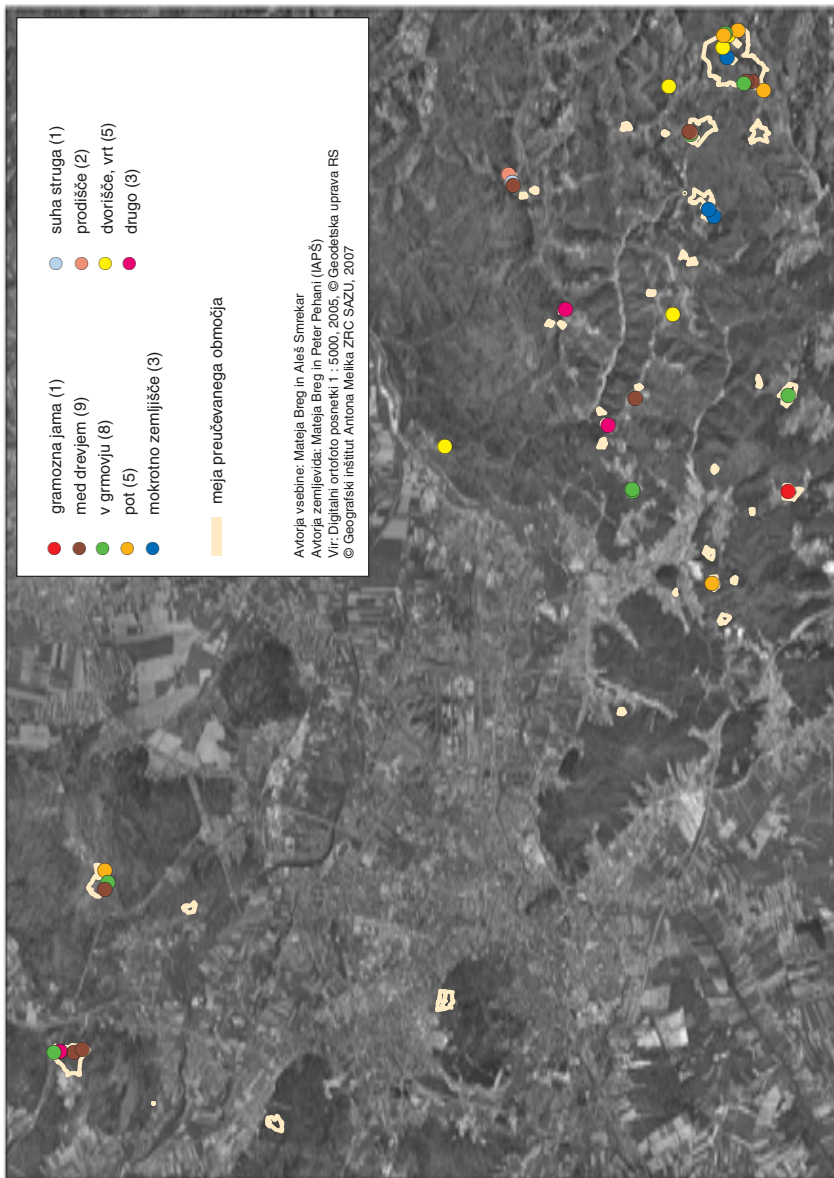 gramozna jama (1)
med drevjem (9)
v grmovju (8)
pot (5)
mokrotno zemljišče (3)
suha struga (1)
prodišče (2)
dvorišče, vrt (5)
drugo (3)
meja preučevanega območja
Avtorja vsebine: Mateja Breg in Aleš Smrekar
Avtorja zemljevida: Mateja Breg in Peter Pehani (IAPŠ)
Vir: Digitalni ortofoto posnetki 1 : 5000, 2005, © Geodetska uprava RS
© Geografski inštitut Antona Melika ZRC SAZU, 2007